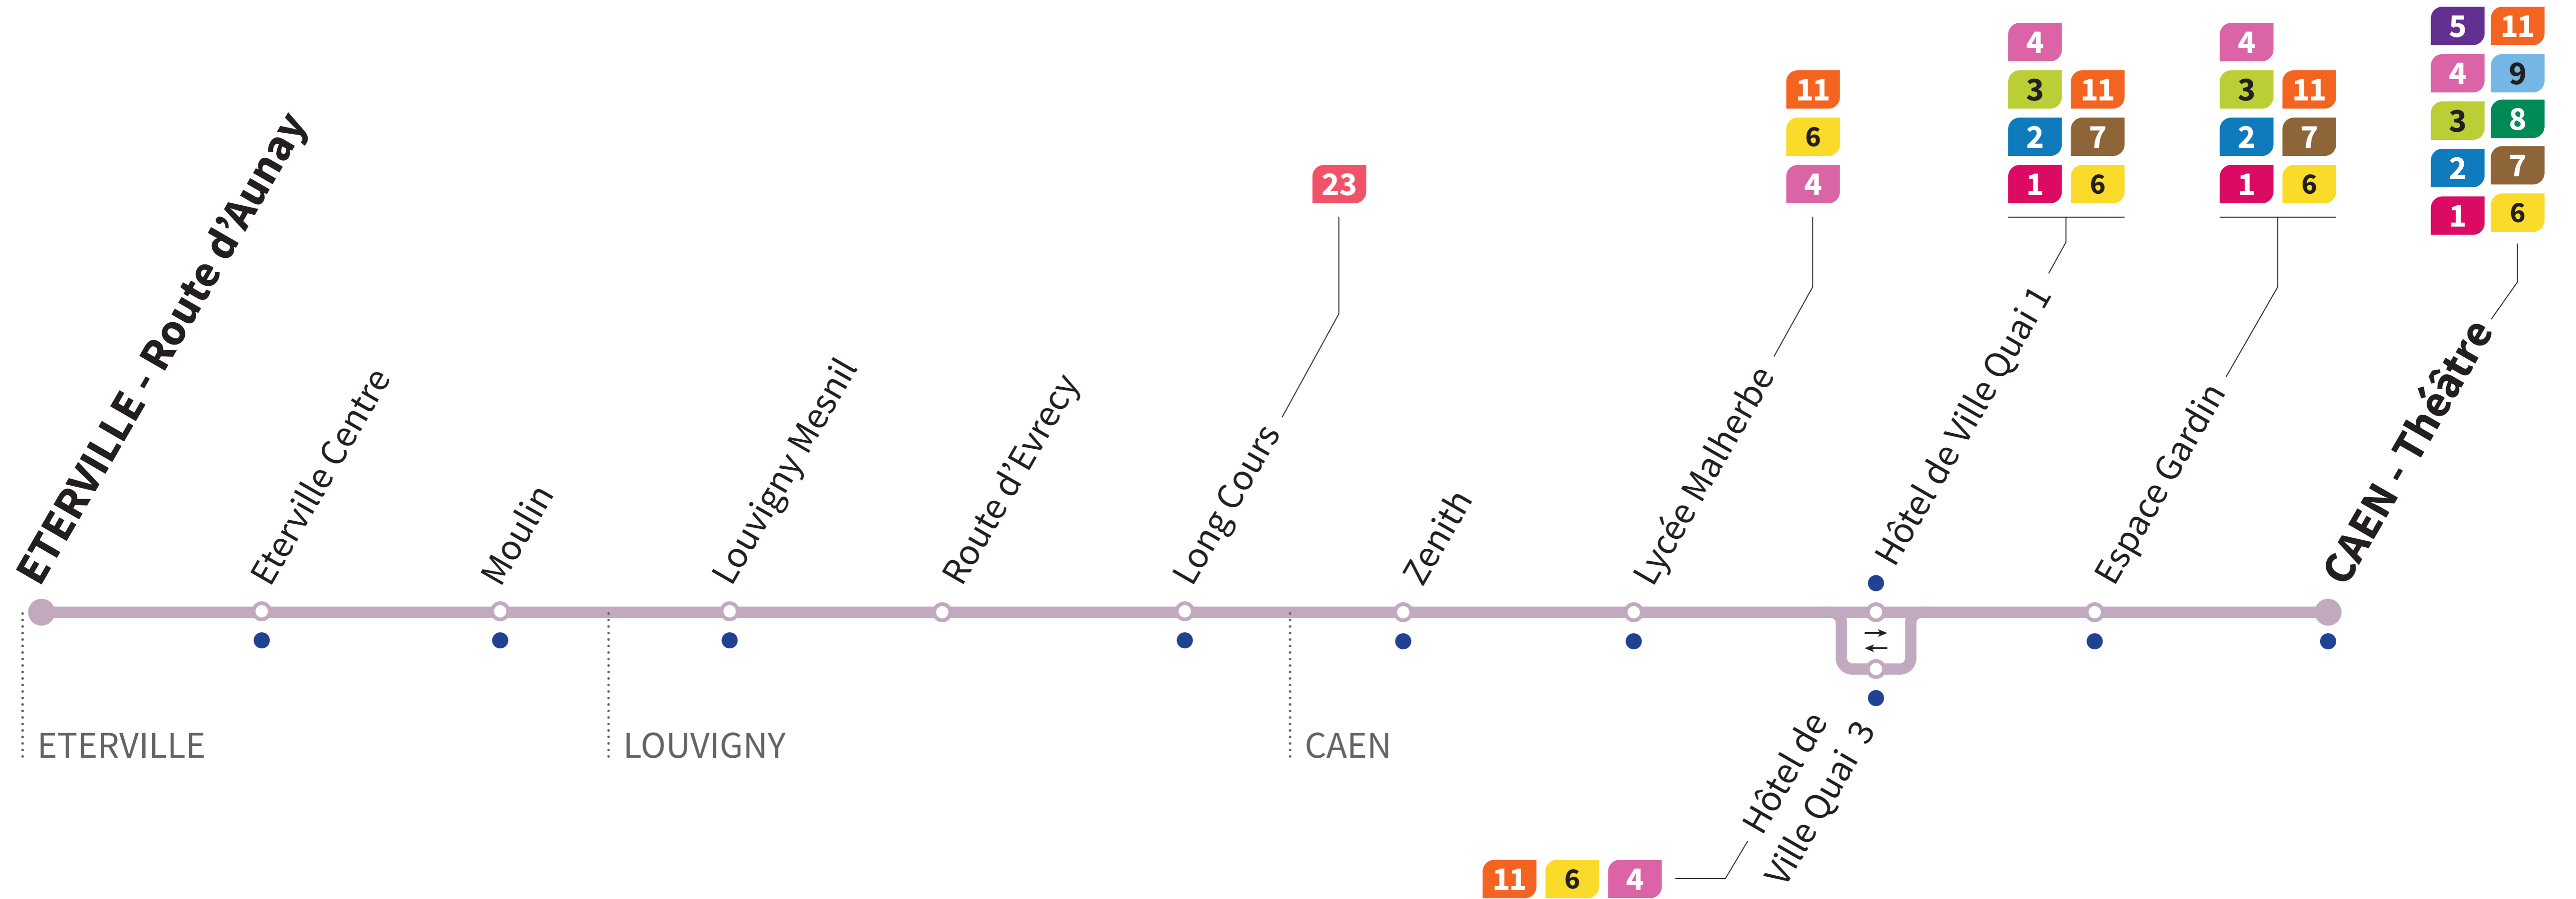 ETERVILLE - Route d'Aunay
Eterville Centre
Moulin
Louvigny Mesnil
Route d'Evrecy
Long Cours
23
Zenith
Lycée Malherbe
11
6
4
Hôtel de Ville Quai 1
4
3 11
2 7
1 6
Espace Gardin
4
3 11
2 7
1 6
CAEN - Théâtre
5 11
4 9
3 8
2 7
1 6
Hôtel de
Ville Quai 3
11 6 4
ETERVILLE
LOUVIGNY
CAEN